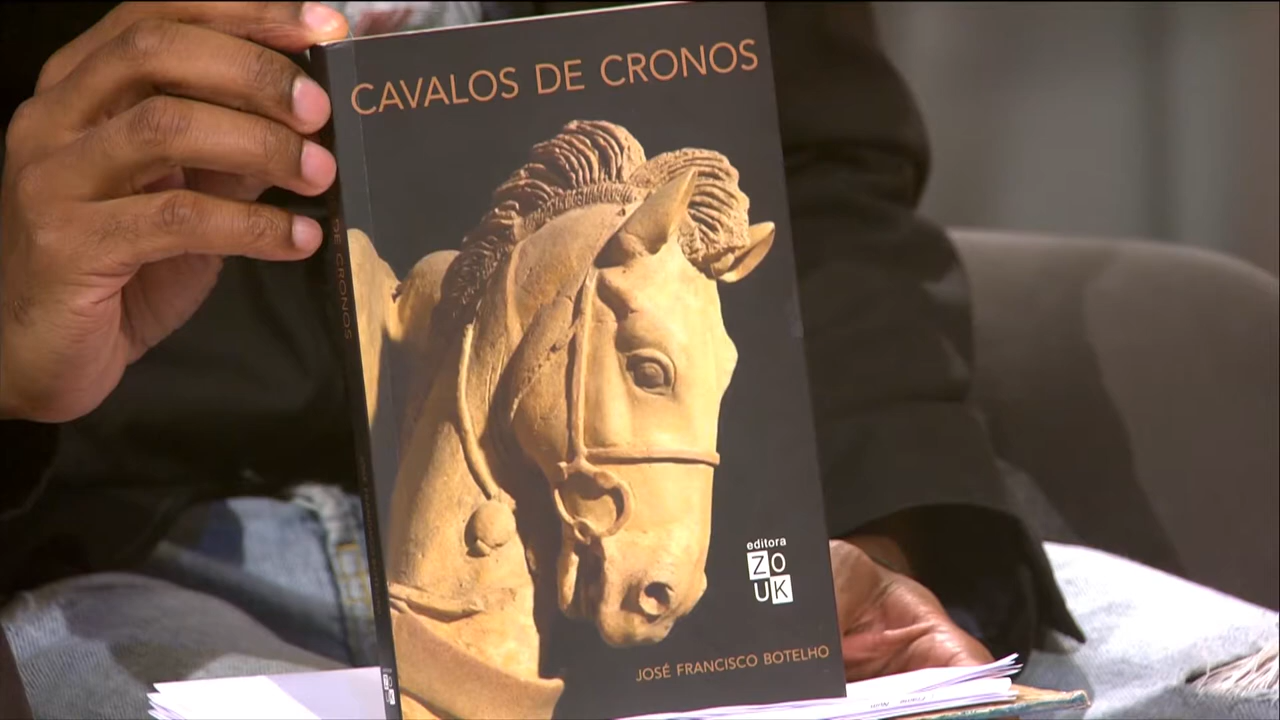 CAVALOS DE CRONOS
DE CRONOS
editora
ZO
UK
JOSÉ FRANCISCO BOTELHO